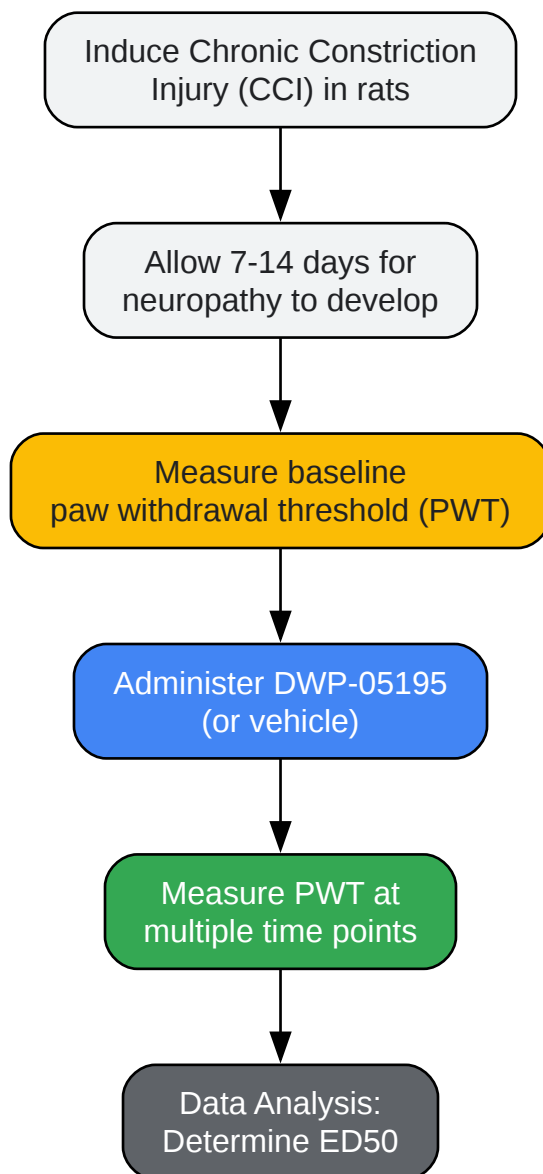 Induce Chronic Constriction
Injury (CCI) in rats
Allow 7-14 days for
neuropathy to develop
Measure baseline
paw withdrawal threshold (PWT)
Administer DWP-05195
(or vehicle)
Measure PWT at
multiple time points
Data Analysis:
Determine ED50